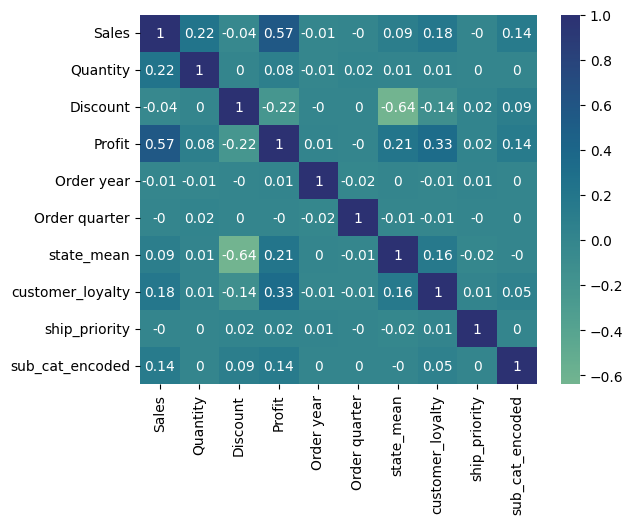 Sales 1 0.22 -0.04 0.57 -0.01 -0 0.09 0.18 -0 0.14
Quantity 0.22 1 0 0.08 -0.01 0.02 0.01 0.01 0 0
Discount -0.04 0 1 -0.22 -0 0 -0.64 -0.14 0.02 0.09
Profit 0.57 0.08 -0.22 1 0.01 -0 0.21 0.33 0.02 0.14
Order year -0.01 -0.01 -0 0.01 1 -0.02 0 -0.01 0.01 0
Order quarter -0 0.02 0 -0 -0.02 1 -0.01 -0.01 -0 0
state_mean 0.09 0.01 -0.64 0.21 0 -0.01 1 0.16 -0.02 -0
customer_loyalty 0.18 0.01 -0.14 0.33 -0.01 -0.01 0.16 1 0.01 0.05
ship_priority -0 0 0.02 0.02 0.01 -0 -0.02 0.01 1 0
sub_cat_encoded 0.14 0 0.09 0.14 0 0 -0 0.05 0 1
Sales
Quantity
Discount
Profit
Order year
Order quarter
state_mean
customer_loyalty
ship_priority
sub_cat_encoded
1.0
0.8
0.6
0.4
0.2
0.0
−0.2
−0.4
−0.6